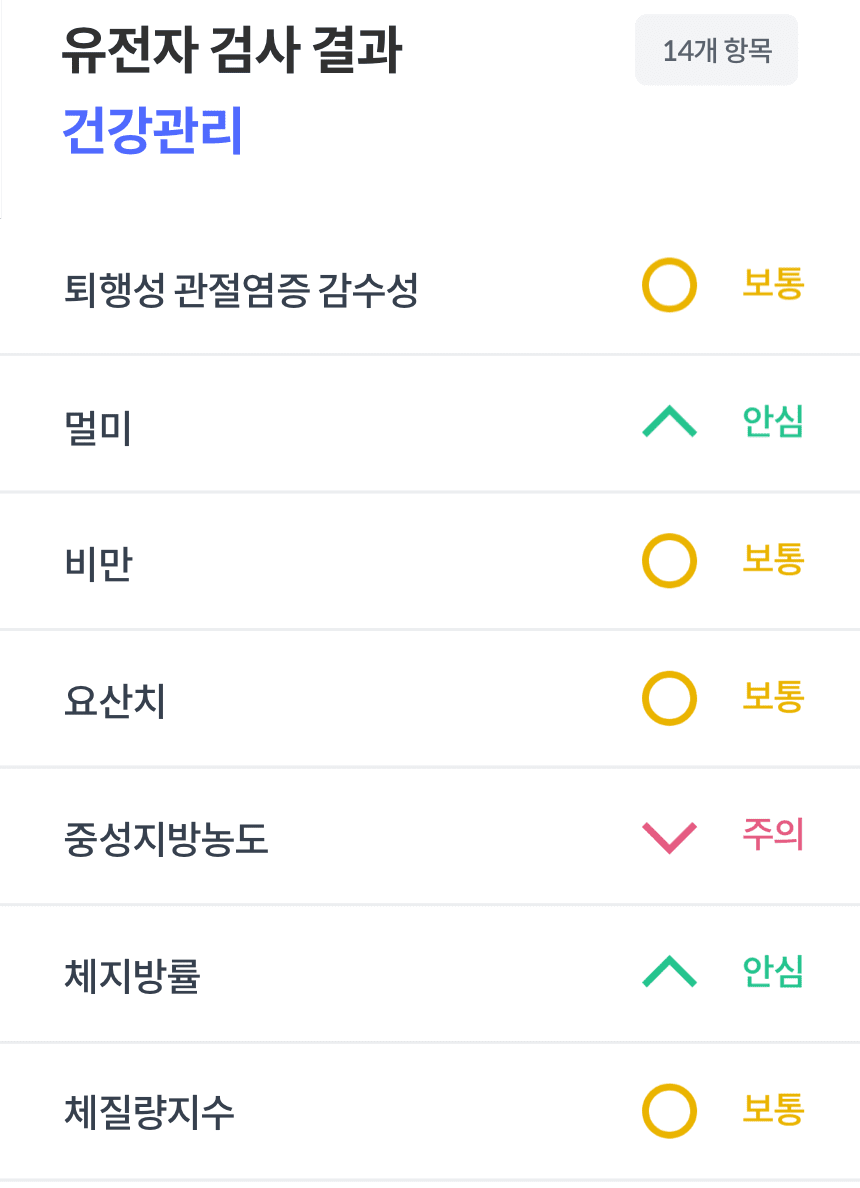 유전자 검사 결과
14개 항목
건강관리
퇴행성 관절염증 감수성 보통
멀미 안심
비만 보통
요산치 보통
중성지방농도 주의
체지방률 안심
체질량지수 보통